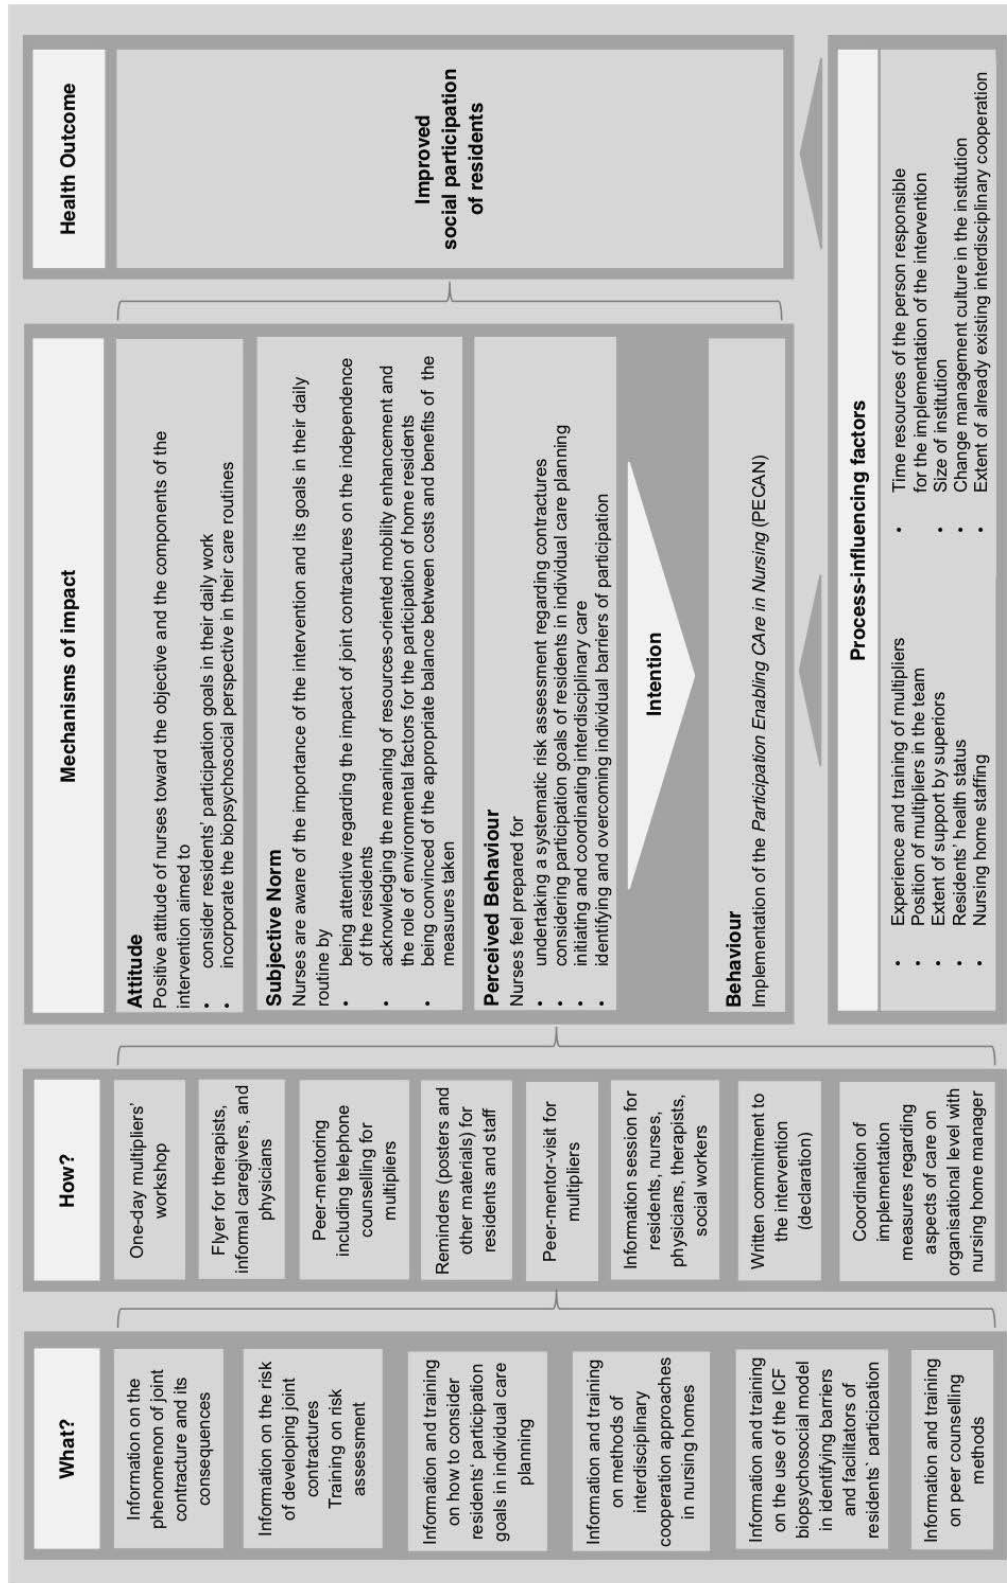 What?
Information on the
phenomenon of joint
contracture and its
consequences
Information on the risk
of developing joint
contractures
Training on risk
assessment
Information and training
on how to consider
residents' participation
goals in individual care
planning
Information and training
on methods of
interdisciplinary
cooperation approaches
in nursing homes
Information and training
on the use of the ICF
biopsychosocial model
in identifying barriers
and facilitators of
residents` participation
Information and training
on peer counselling
methods
How?
One-day multipliers'
workshop
Flyer for therapists,
informal caregivers, and
physicians
Peer-mentoring
including telephone
counselling for
multipliers
Reminders (posters and
other materials) for
residents and staff
Peer-mentor-visit for
multipliers
Information session for
residents, nurses,
physicians, therapists,
social workers
Written commitment to
the intervention
(declaration)
Coordination of
implementation
measures regarding
aspects of care on
organisational level with
nursing home manager
Mechanisms of impact
Attitude
Positive attitude of nurses toward the objective and the components of the
intervention aimed to
• consider residents' participation goals in their daily work
• incorporate the biopsychosocial perspective in their care routines
Subjective Norm
Nurses are aware of the importance of the intervention and its goals in their daily
routine by
• being attentive regarding the impact of joint contractures on the independence
of the residents
• acknowledging the meaning of resources-oriented mobility enhancement and
the role of environmental factors for the participation of home residents
• being convinced of the appropriate balance between costs and benefits of the
measures taken
Perceived Behaviour
Nurses feel prepared for
• undertaking a systematic risk assessment regarding contractures
• considering participation goals of residents in individual care planning
• initiating and coordinating interdisciplinary care
• identifying and overcoming individual barriers of participation
Intention
Behaviour
Implementation of the Participation Enabling CAre in Nursing (PECAN)
Health Outcome
Improved
social participation
of residents
Process-influencing factors
• Experience and training of multipliers
• Position of multipliers in the team
• Extent of support by superiors
• Residents' health status
• Nursing home staffing
• Time resources of the person responsible
for the implementation of the intervention
• Size of institution
• Change management culture in the institution
• Extent of already existing interdisciplinary cooperation